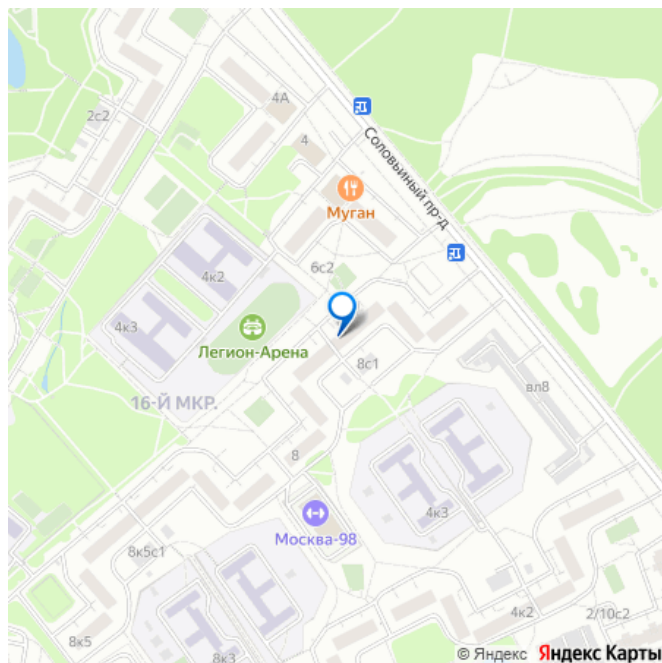 2с2
4А
4
Соловьиный пр-д
Муган
6с2
4к2
4к3
Легион-Арена
8с1
вл8
16-Й МКР.
8
4к3
Москва-98
8к5с1
4к2
2/10с2
8к5
8к3
© Яндекс Яндекс Карты